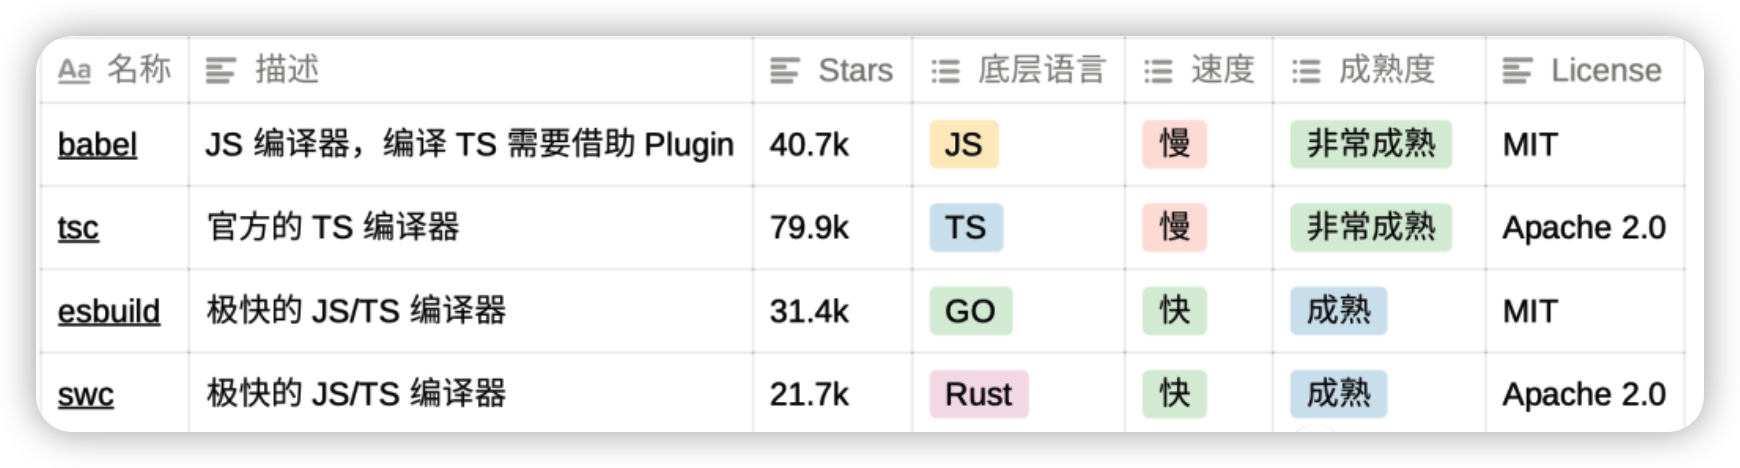 Aa 名称 描述 Stars 底层语言 速度 成熟度 License
babel JS 编译器，编译 TS 需要借助 Plugin 40.7k JS 慢 非常成熟 MIT
tsc 官方的 TS 编译器 79.9k TS 慢 非常成熟 Apache 2.0
esbuild 极快的 JS/TS 编译器 31.4k GO 快 成熟 MIT
swc 极快的 JS/TS 编译器 21.7k Rust 快 成熟 Apache 2.0